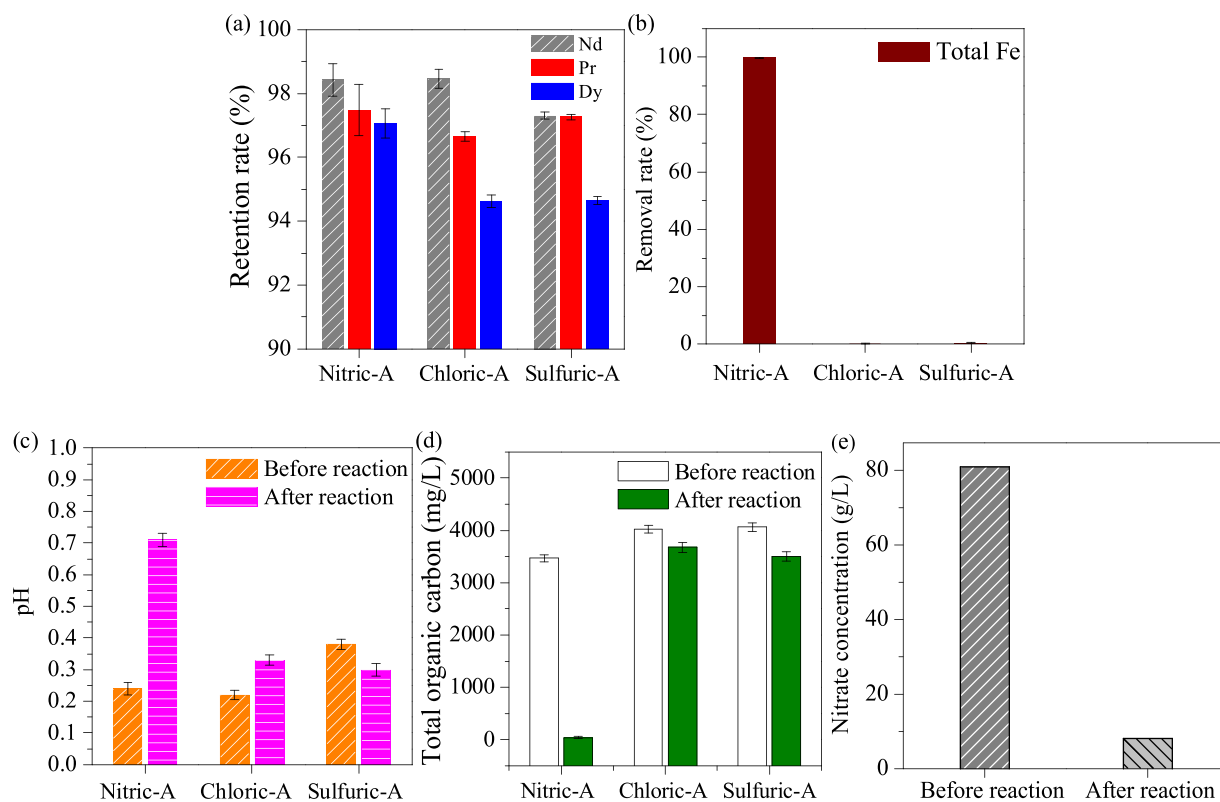 (a)
Retention rate (%)
100
98
96
94
92
90
Nd
Pr
Dy
Nitric-A
Chloric-A
Sulfuric-A
(b)
Removal rate (%)
100
80
60
40
20
0
Total Fe
Nitric-A
Chloric-A
Sulfuric-A
(c)
pH
1.0
0.9
0.8
0.7
0.6
0.5
0.4
0.3
0.2
0.1
0.0
Before reaction
After reaction
Nitric-A
Chloric-A
Sulfuric-A
(d)
Total organic carbon (mg/L)
5000
4000
3000
2000
1000
0
Before reaction
After reaction
Nitric-A
Chloric-A
Sulfuric-A
(e)
Nitrate concentration (g/L)
80
60
40
20
0
Before reaction
After reaction